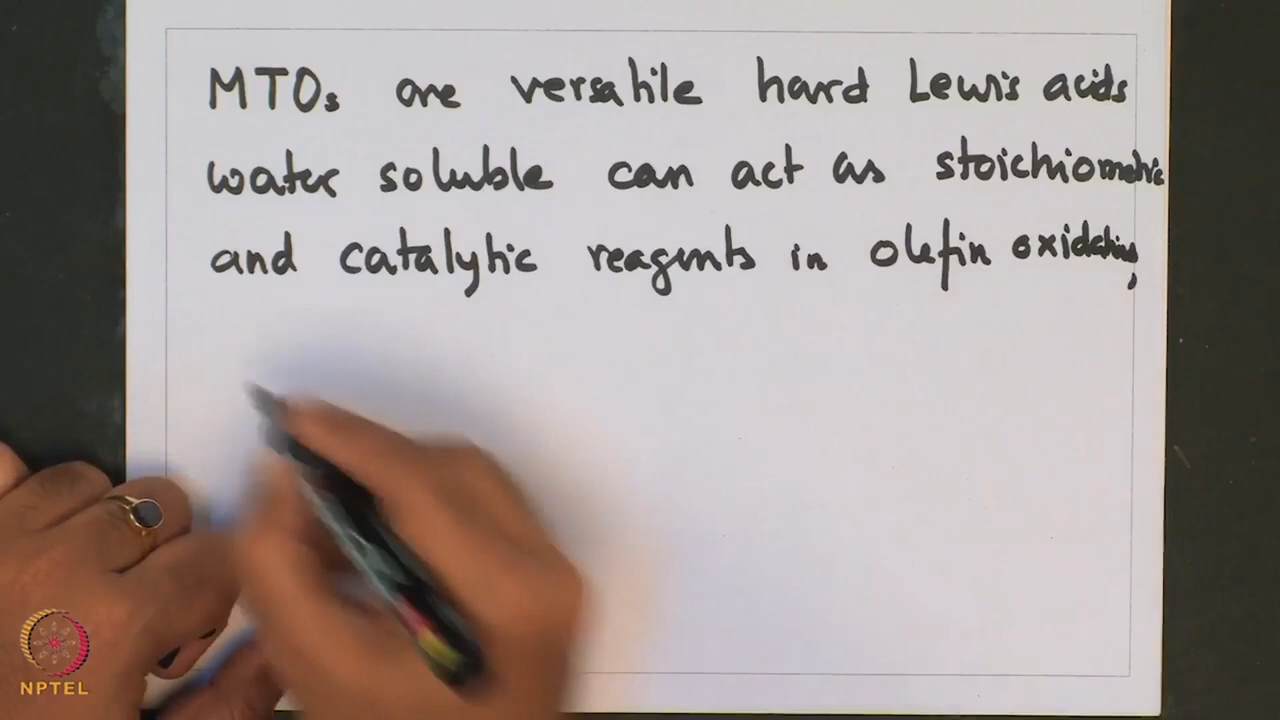 MTOs are versatile hard Lewis acids
water soluble can act as stoichiometric
and catalytic reagents in olefin oxidation,
NPTEL